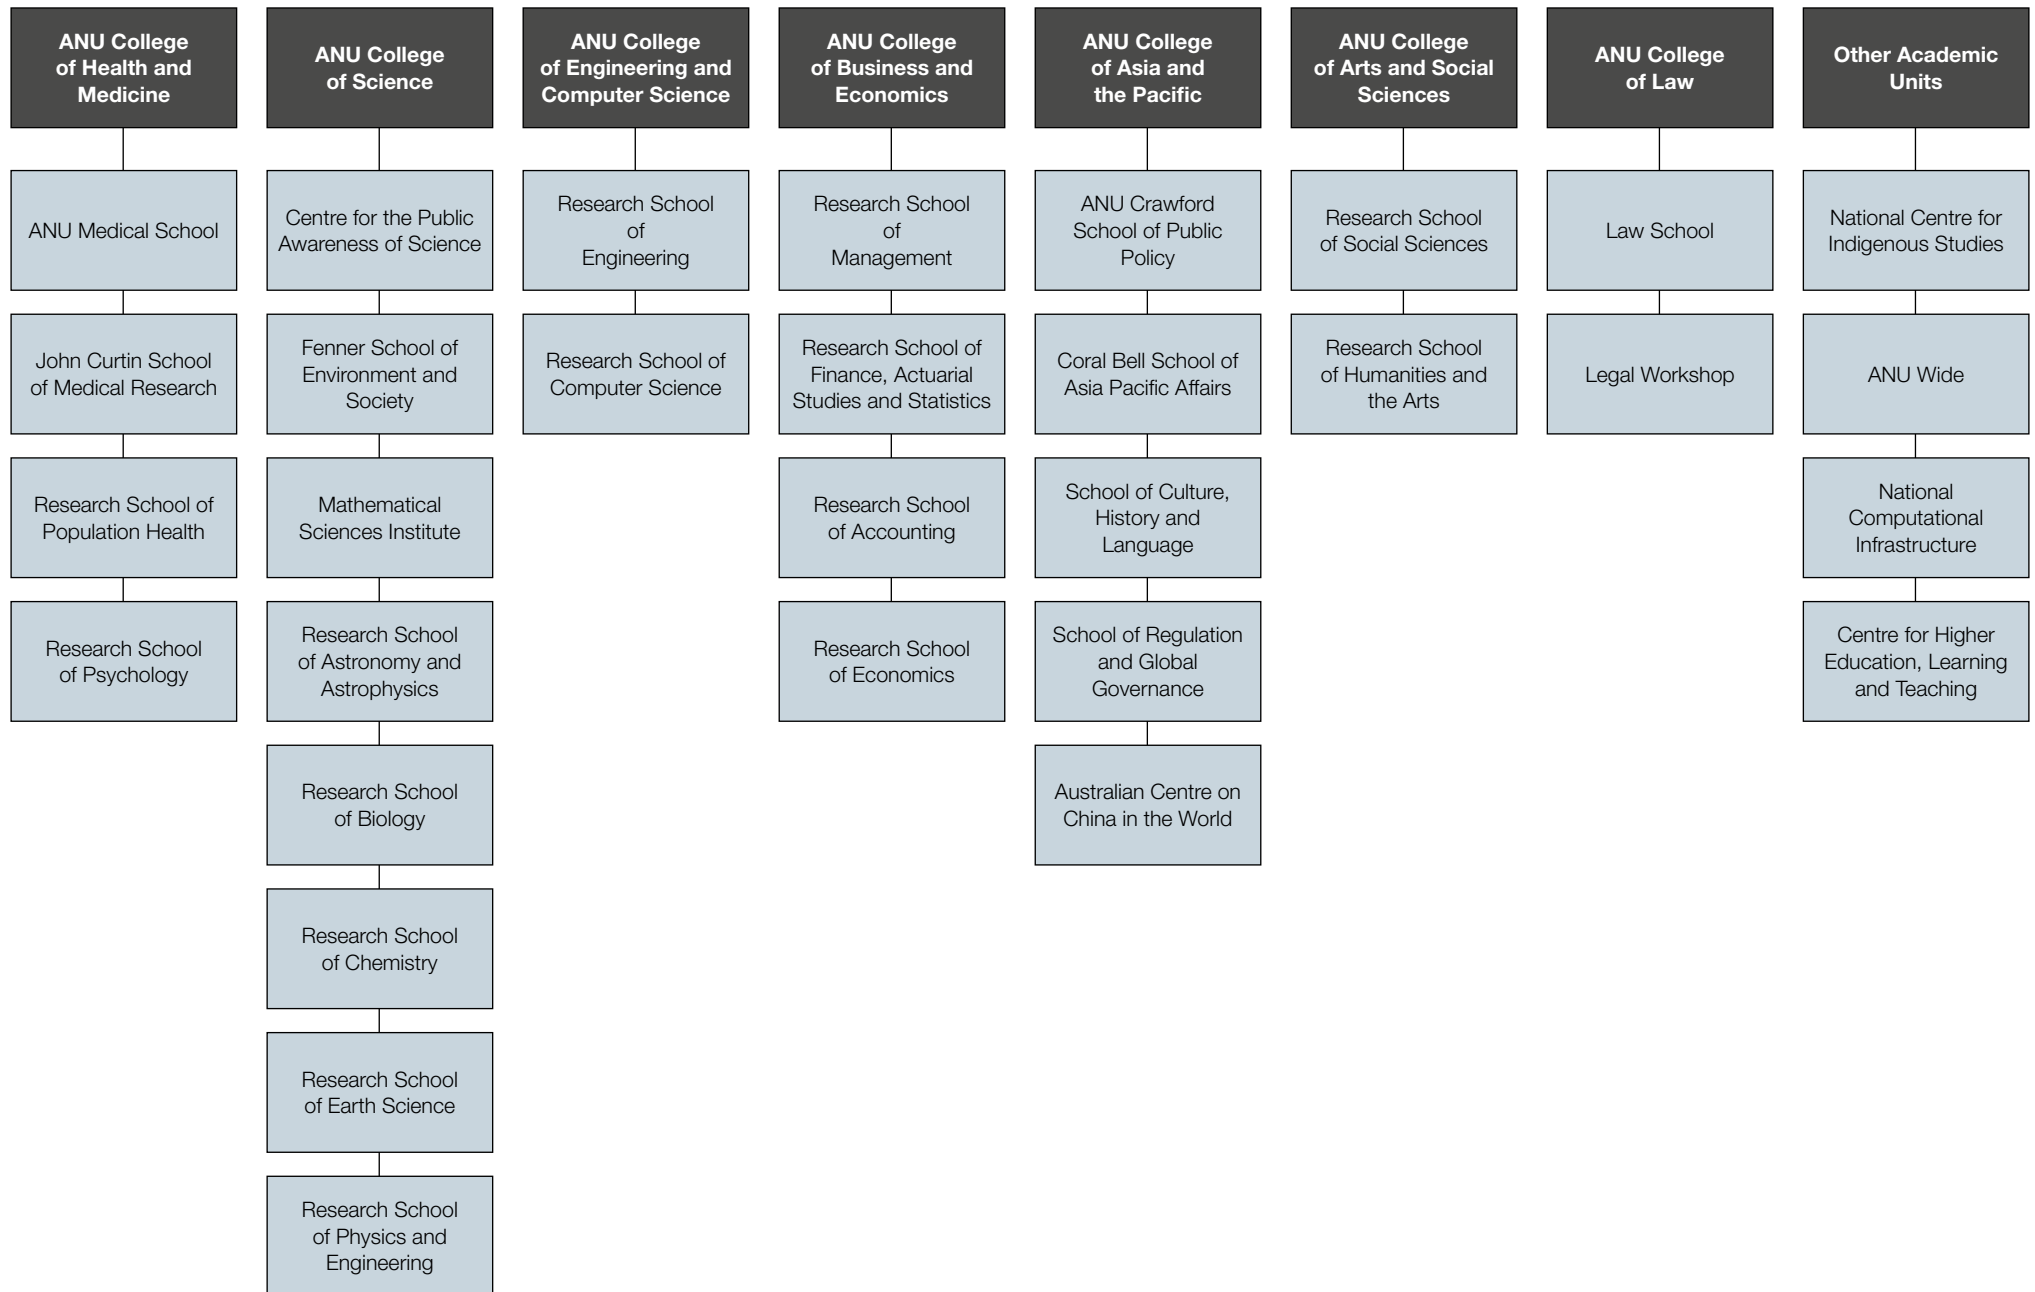 ANU College
of Health and
Medicine
ANU Medical School
John Curtin School
of Medical Research
Research School of
Population Health
Research School
of Psychology
ANU College
of Science
Centre for the Public
Awareness of Science
Fenner School of
Environment and
Society
Mathematical
Sciences Institute
Research School
of Astronomy and
Astrophysics
Research School
of Biology
Research School
of Chemistry
Research School
of Earth Science
Research School
of Physics and
Engineering
ANU College
of Engineering and
Computer Science
Research School
of
Engineering
Research School of
Computer Science
ANU College
of Business and
Economics
Research School
of
Management
Research School of
Finance, Actuarial
Studies and Statistics
Research School
of Accounting
Research School
of Economics
ANU College
of Asia and
the Pacific
ANU Crawford
School of Public
Policy
Coral Bell School of
Asia Pacific Affairs
School of Culture,
History and
Language
School of Regulation
and Global
Governance
Australian Centre on
China in the World
ANU College
of Arts and Social
Sciences
Research School
of Social Sciences
Research School
of Humanities and
the Arts
ANU College
of Law
Law School
Legal Workshop
Other Academic
Units
National Centre for
Indigenous Studies
ANU Wide
National
Computational
Infrastructure
Centre for Higher
Education, Learning
and Teaching